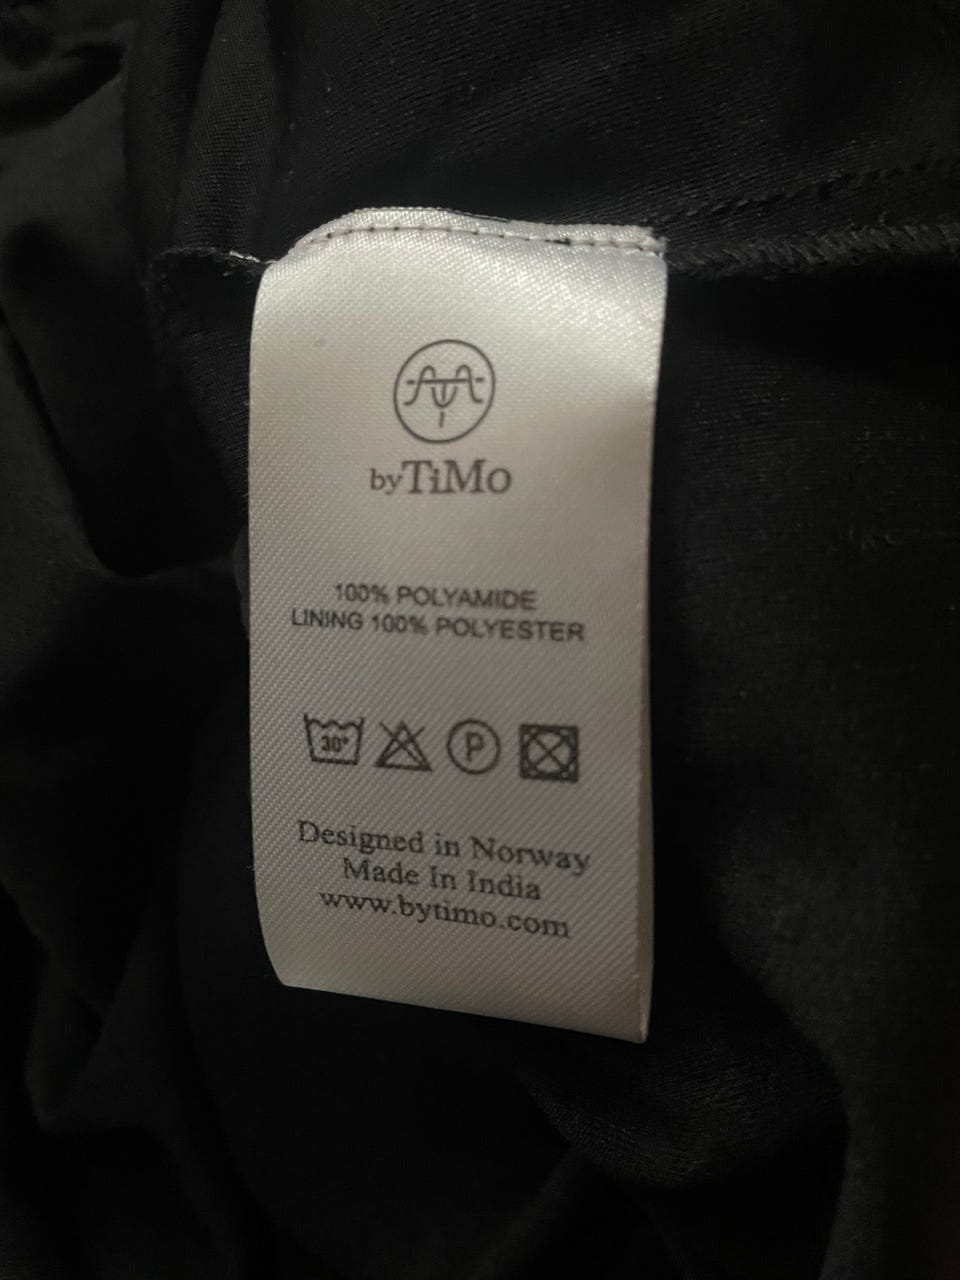 byTiMo
100% POLYAMIDE
LINING 100% POLYESTER
30°
P
Designed in Norway
Made In India
www.bytimo.com